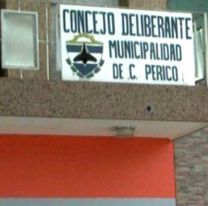 CONCEJO DELIBERANTE
MUNICIPALIDAD
DE C. PERICO